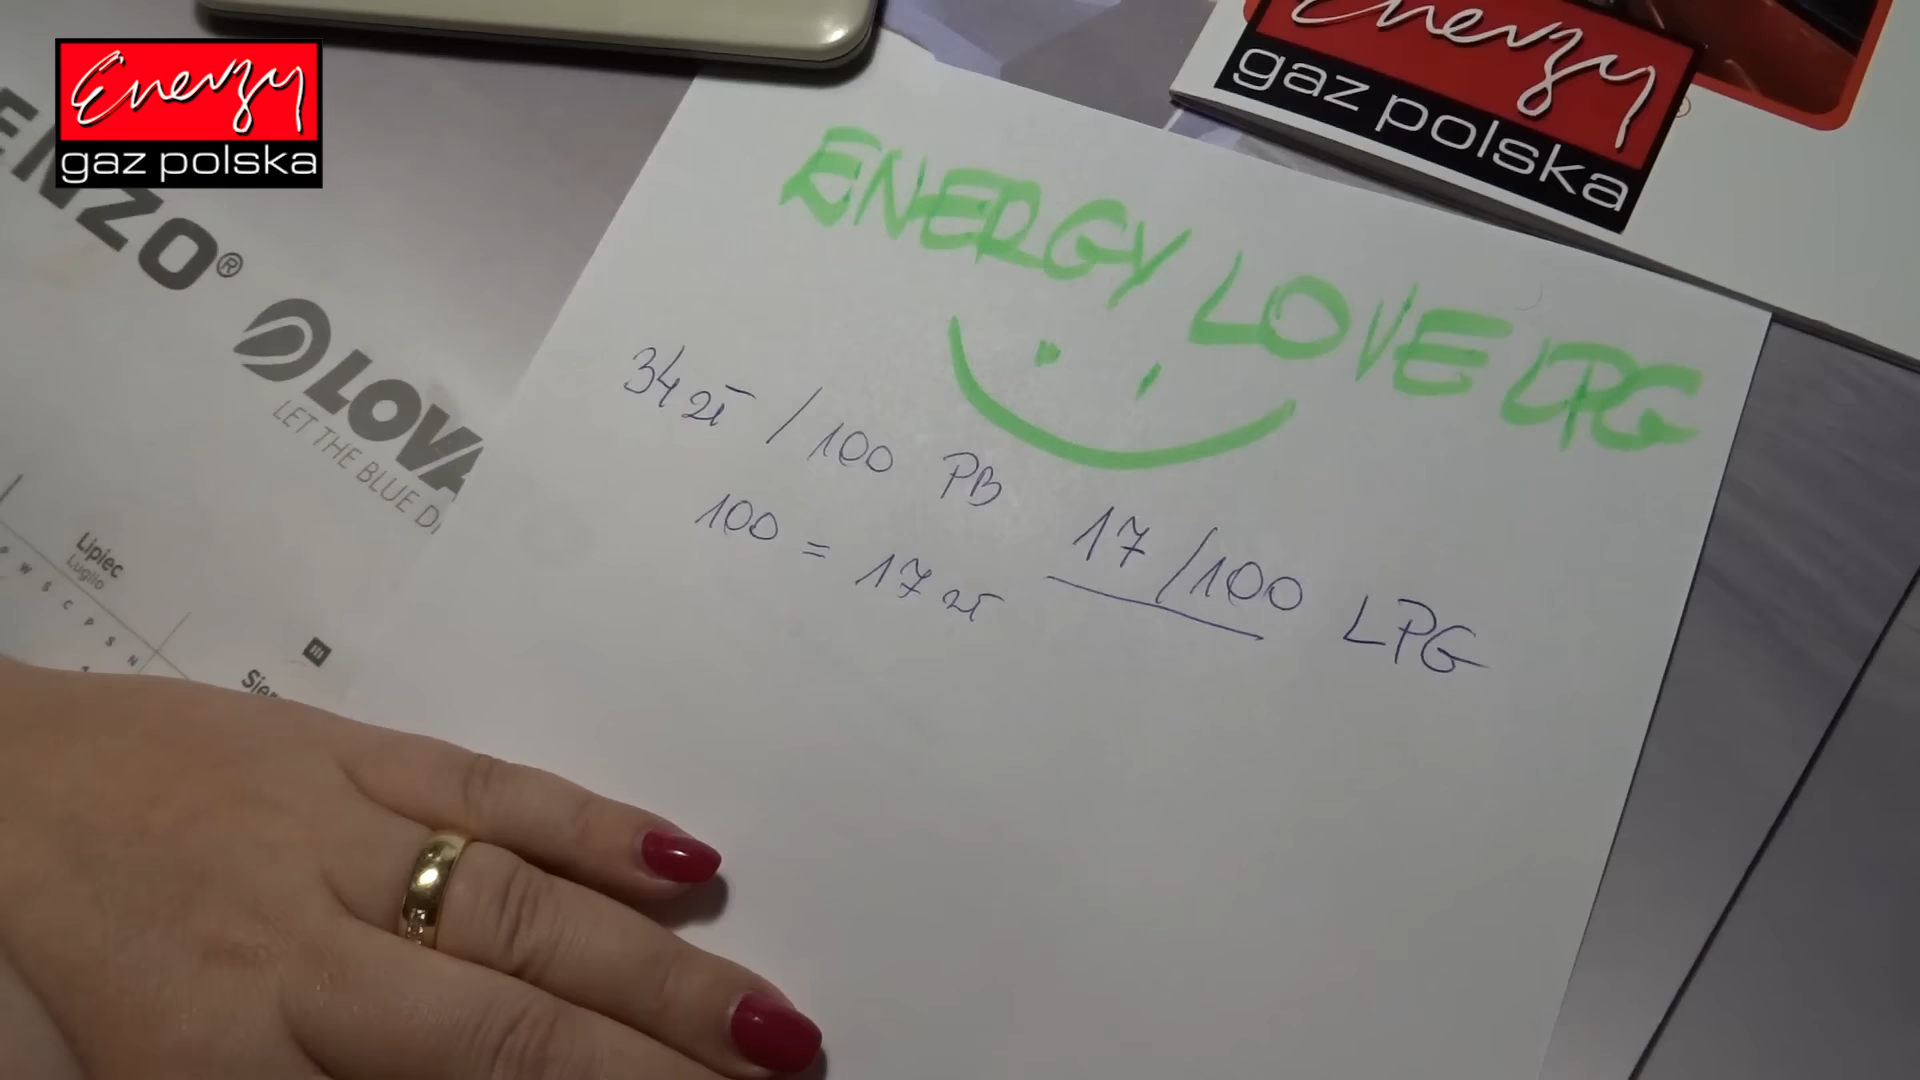 Energy
gaz polska
Energy
gaz polska
ENZO®
LOVA
LET THE BLUE
Lipiec
Luglio
W S C P S N
ENERGY LOVE LPG
34 zł / 100 PB
17 / 100 LPG
100 = 17 zł